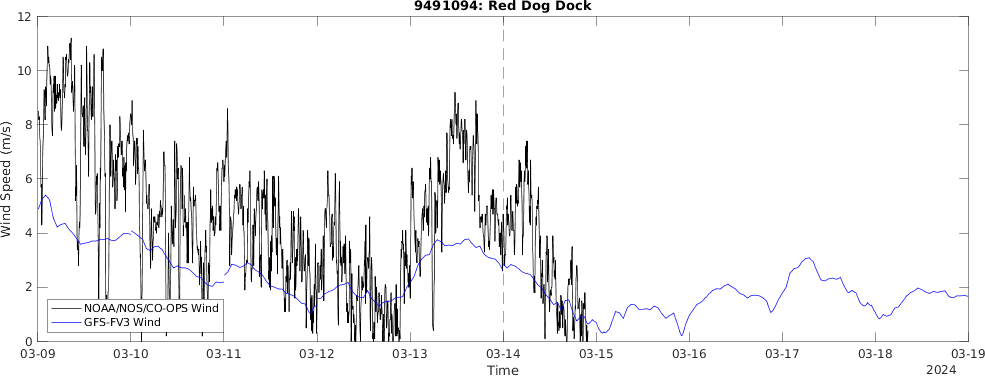 9491094: Red Dog Dock
Wind Speed (m/s)
12
10
8
6
4
2
0
NOAA/NOS/CO-OPS Wind
GFS-FV3 Wind
03-09 03-10 03-11 03-12 03-13 03-14 03-15 03-16 03-17 03-18 03-19
Time
2024